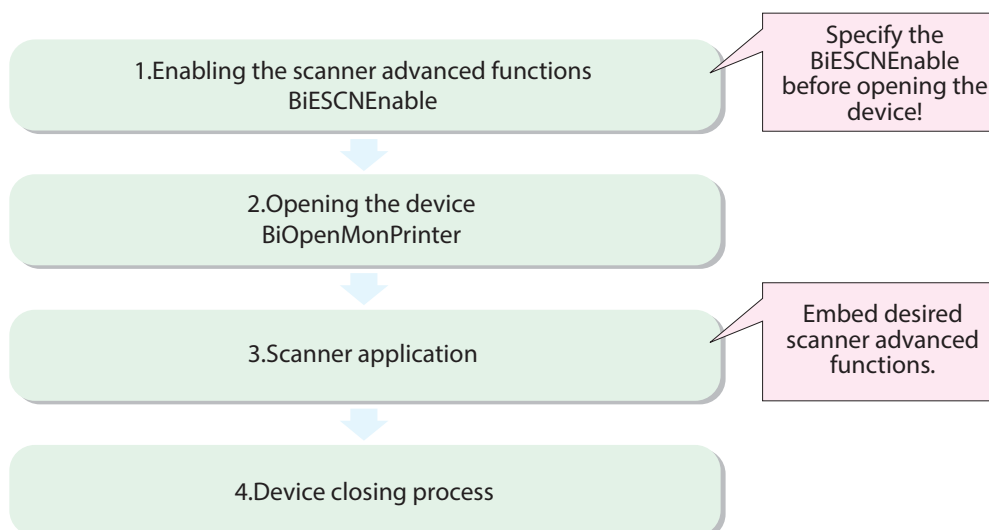 1.Enabling the scanner advanced functions
BiESCNEnable
Specify the
BiESCNEnable
before opening the
device!
2.Opening the device
BiOpenMonPrinter
3.Scanner application
Embed desired
scanner advanced
functions.
4.Device closing process